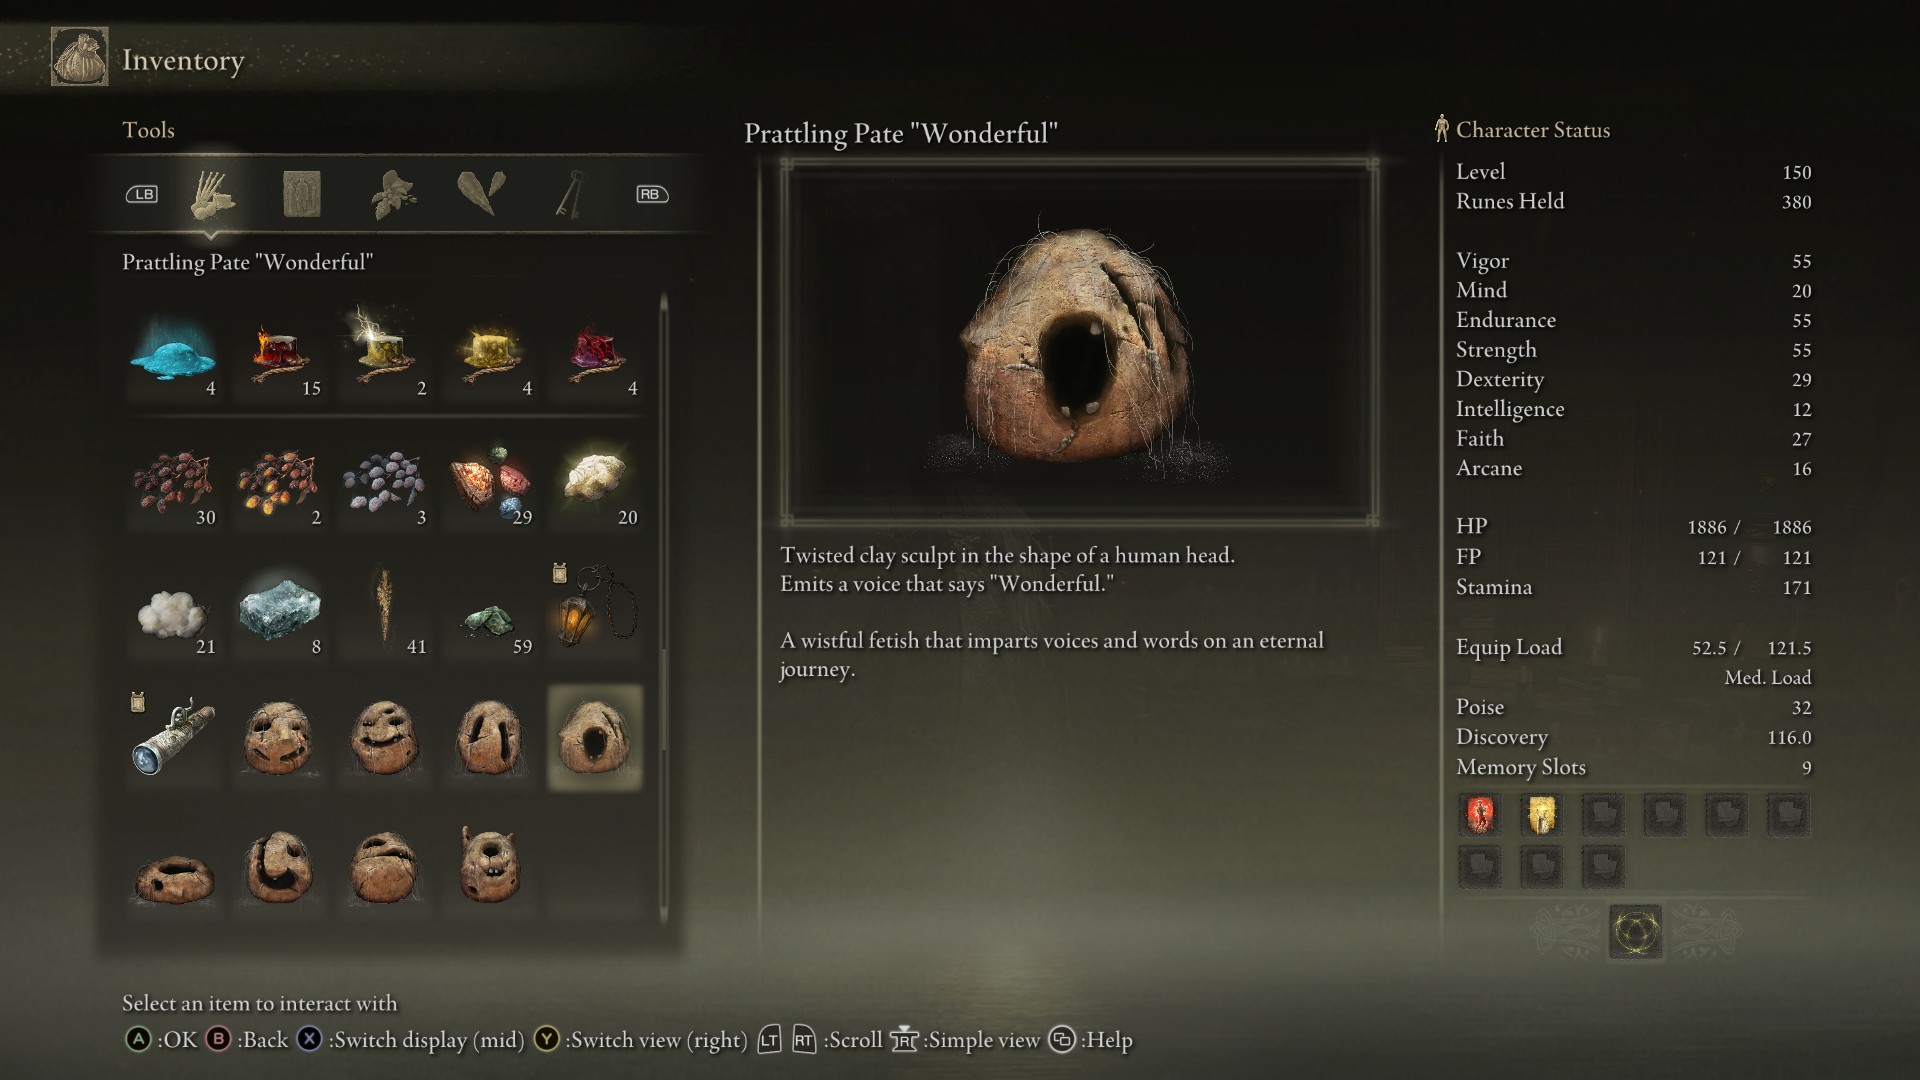 Inventory
Tools
LB
RB
Prattling Pate "Wonderful"
4
15
2
4
4
30
2
3
29
20
21
8
41
59
Prattling Pate "Wonderful"
Twisted clay sculpt in the shape of a human head.
Emits a voice that says "Wonderful."
A wistful fetish that imparts voices and words on an eternal
journey.
Character Status
Level 150
Runes Held 380
Vigor 55
Mind 20
Endurance 55
Strength 55
Dexterity 29
Intelligence 12
Faith 27
Arcane 16
HP 1886 / 1886
FP 121 / 121
Stamina 171
Equip Load 52.5 / 121.5
Med. Load
Poise 32
Discovery 116.0
Memory Slots 9
Select an item to interact with
A :OK B :Back X :Switch display (mid) Y :Switch view (right) LT RT :Scroll R :Simple view :Help